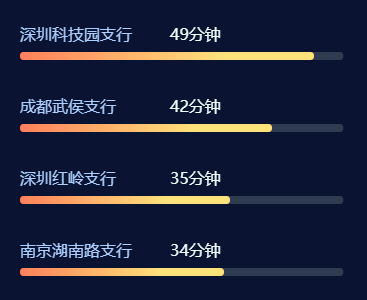 深圳科技园支行 49分钟
成都武侯支行 42分钟
深圳红岭支行 35分钟
南京湖南路支行 34分钟